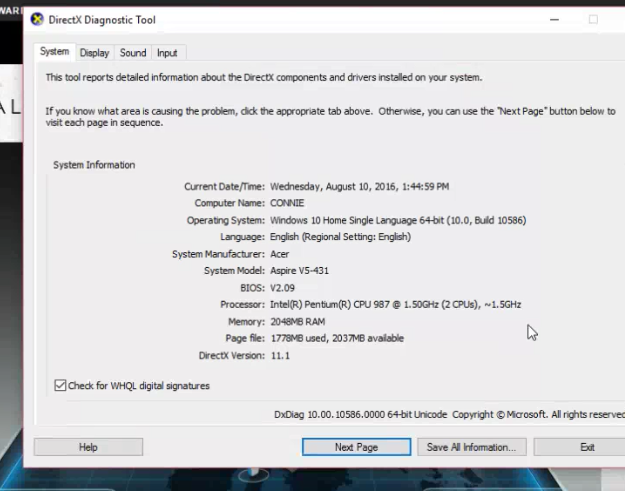 WARE
DirectX Diagnostic Tool
System Display Sound Input
This tool reports detailed information about the DirectX components and drivers installed on your system.
AL
If you know what area is causing the problem, click the appropriate tab above. Otherwise, you can use the "Next Page" button below to
visit each page in sequence.
System Information
Current Date/Time: Wednesday, August 10, 2016, 1:44:59 PM
Computer Name: CONNIE
Operating System: Windows 10 Home Single Language 64-bit (10.0, Build 10586)
Language: English (Regional Setting: English)
System Manufacturer: Acer
System Model: Aspire V5-431
BIOS: V2.09
Processor: Intel(R) Pentium(R) CPU 987 @ 1.50GHz (2 CPUs), ~1.5GHz
Memory: 2048MB RAM
Page file: 1778MB used, 2037MB available
DirectX Version: 11.1
Check for WHQL digital signatures
DxDiag 10.00.10586.0000 64-bit Unicode Copyright © Microsoft. All rights reserved
Help Next Page Save All Information... Exit